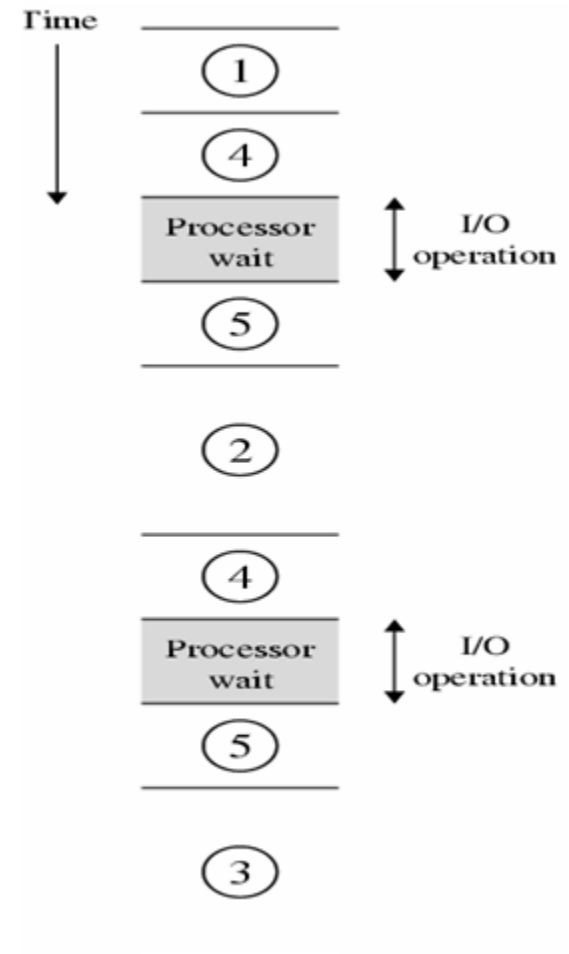 Time
1
4
Processor
wait
I/O
operation
5
2
4
Processor
wait
I/O
operation
5
3